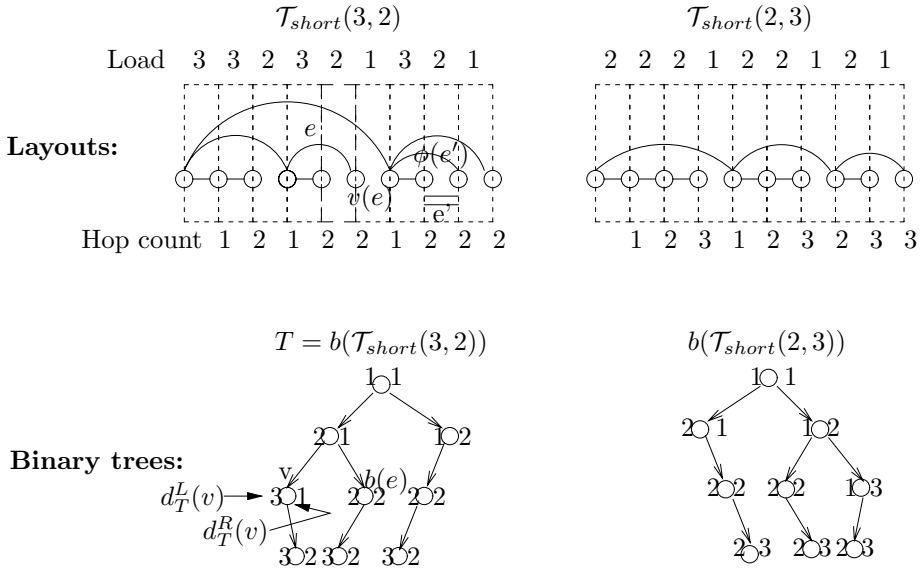 𝒯_short(3, 2) 𝒯_short(2, 3)
Load 3 3 2 3 2 1 3 2 1 2 2 2 1 2 2 1 2 1
e
Layouts: ϕ(e′)
v(e)
e'
Hop count 1 2 1 2 2 1 2 2 2 1 2 3 1 2 3 2 3 3
T = b(𝒯_short(3, 2)) b(𝒯_short(2, 3))
1 1 1 1
2 1 1 2 2 1 1 2
Binary trees:
v b(e)
d_T^L(v) 3 1 2 2 2 2 2 2 2 2 1 3
d_T^R(v)
3 2 3 2 3 2 2 3 2 3 2 3